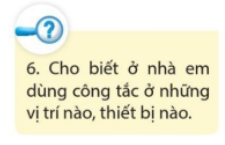 6. Cho biết ở nhà em
dùng công tắc ở những
vị trí nào, thiết bị nào.